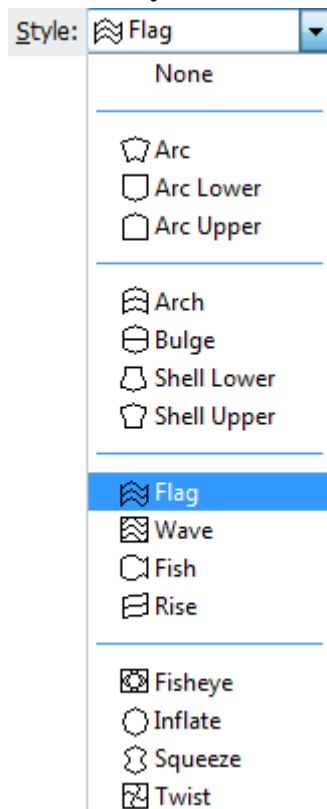 Style: Flag
None
Arc
Arc Lower
Arc Upper
Arch
Bulge
Shell Lower
Shell Upper
Flag
Wave
Fish
Rise
Fisheye
Inflate
Squeeze
Twist